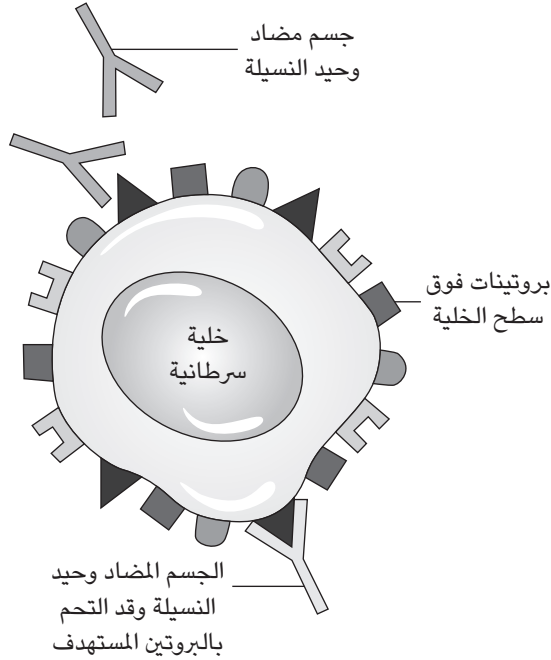 جسم مضاد
وحيد النسيلة
بروتينات فوق
سطح الخلية
خلية
سرطانية
الجسم المضاد وحيد
النسيلة وقد التحم
بالبروتين المستهدف